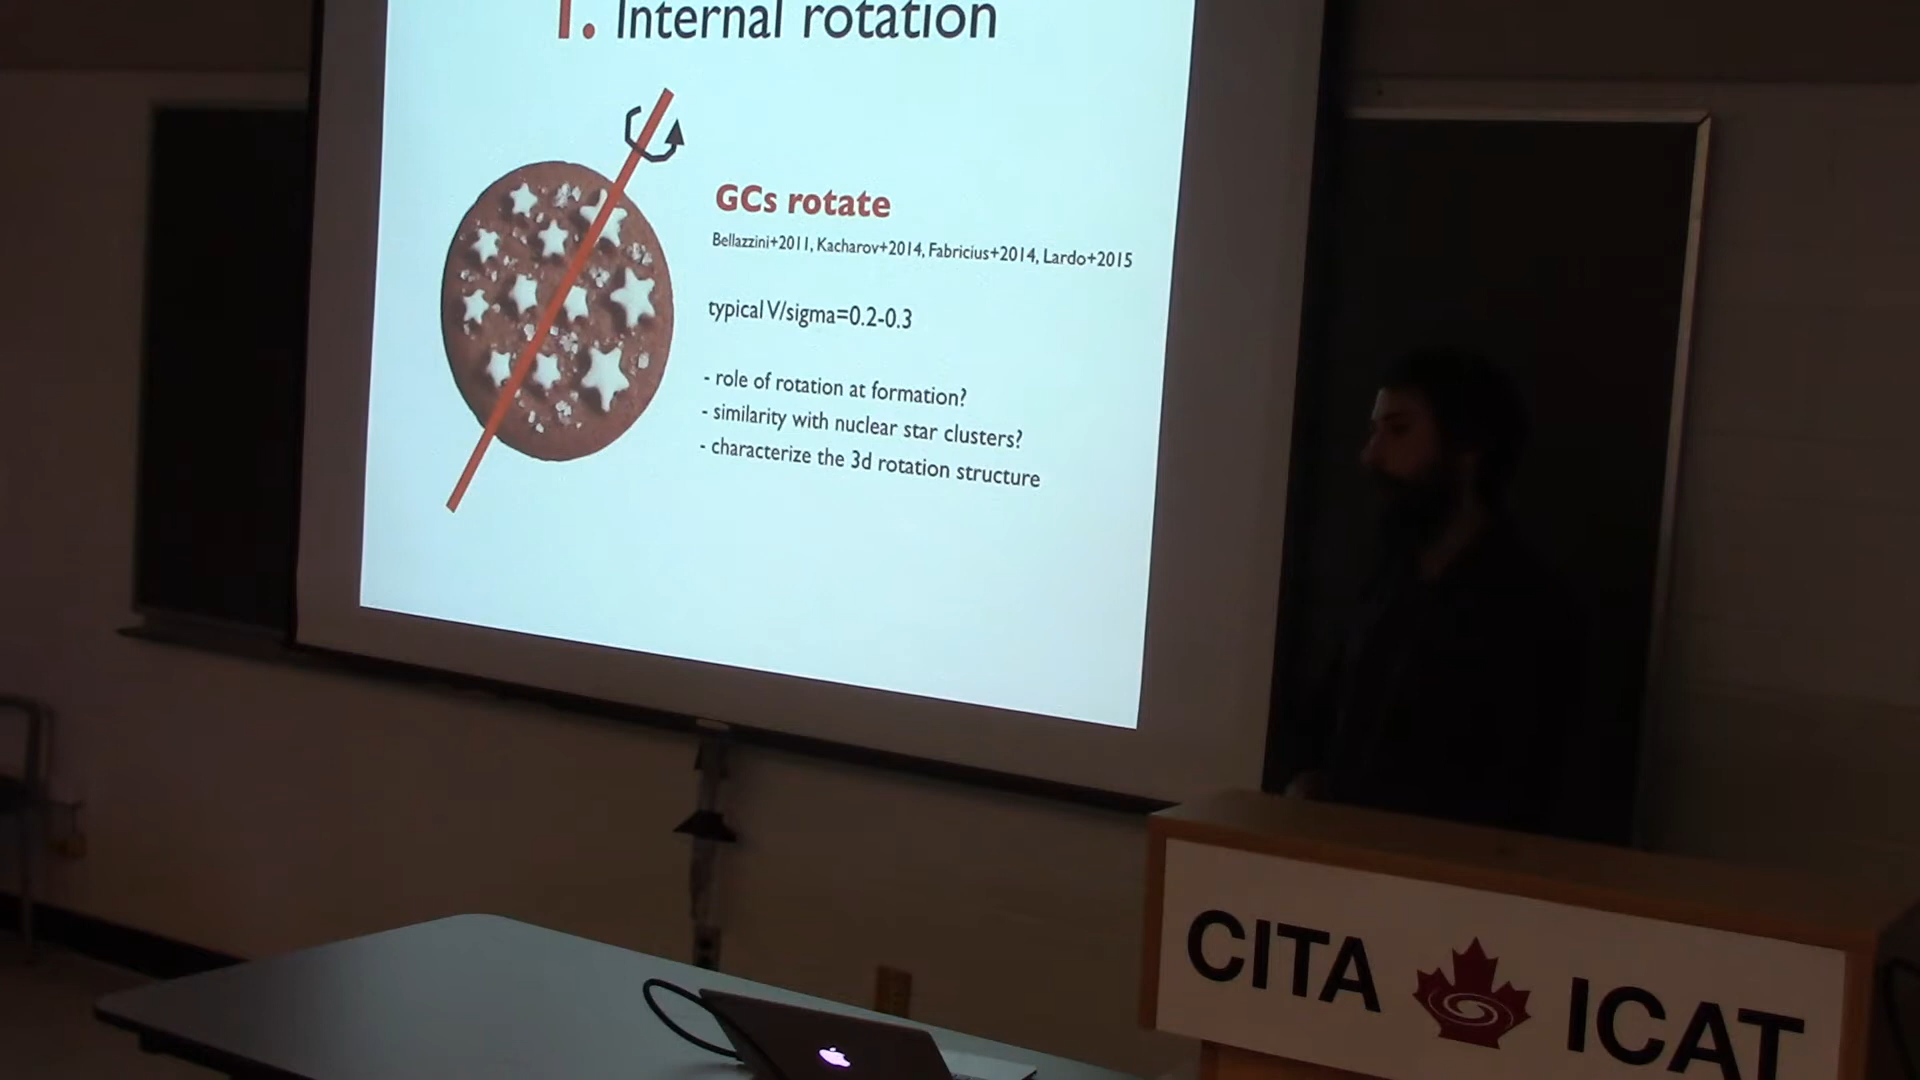 1. Internal rotation
GCs rotate
Bellazzini+2011, Kacharov+2014, Fabricius+2014, Lardo+2015
typical V/sigma=0.2-0.3
- role of rotation at formation?
- similarity with nuclear star clusters?
- characterize the 3d rotation structure
CITA ICAT